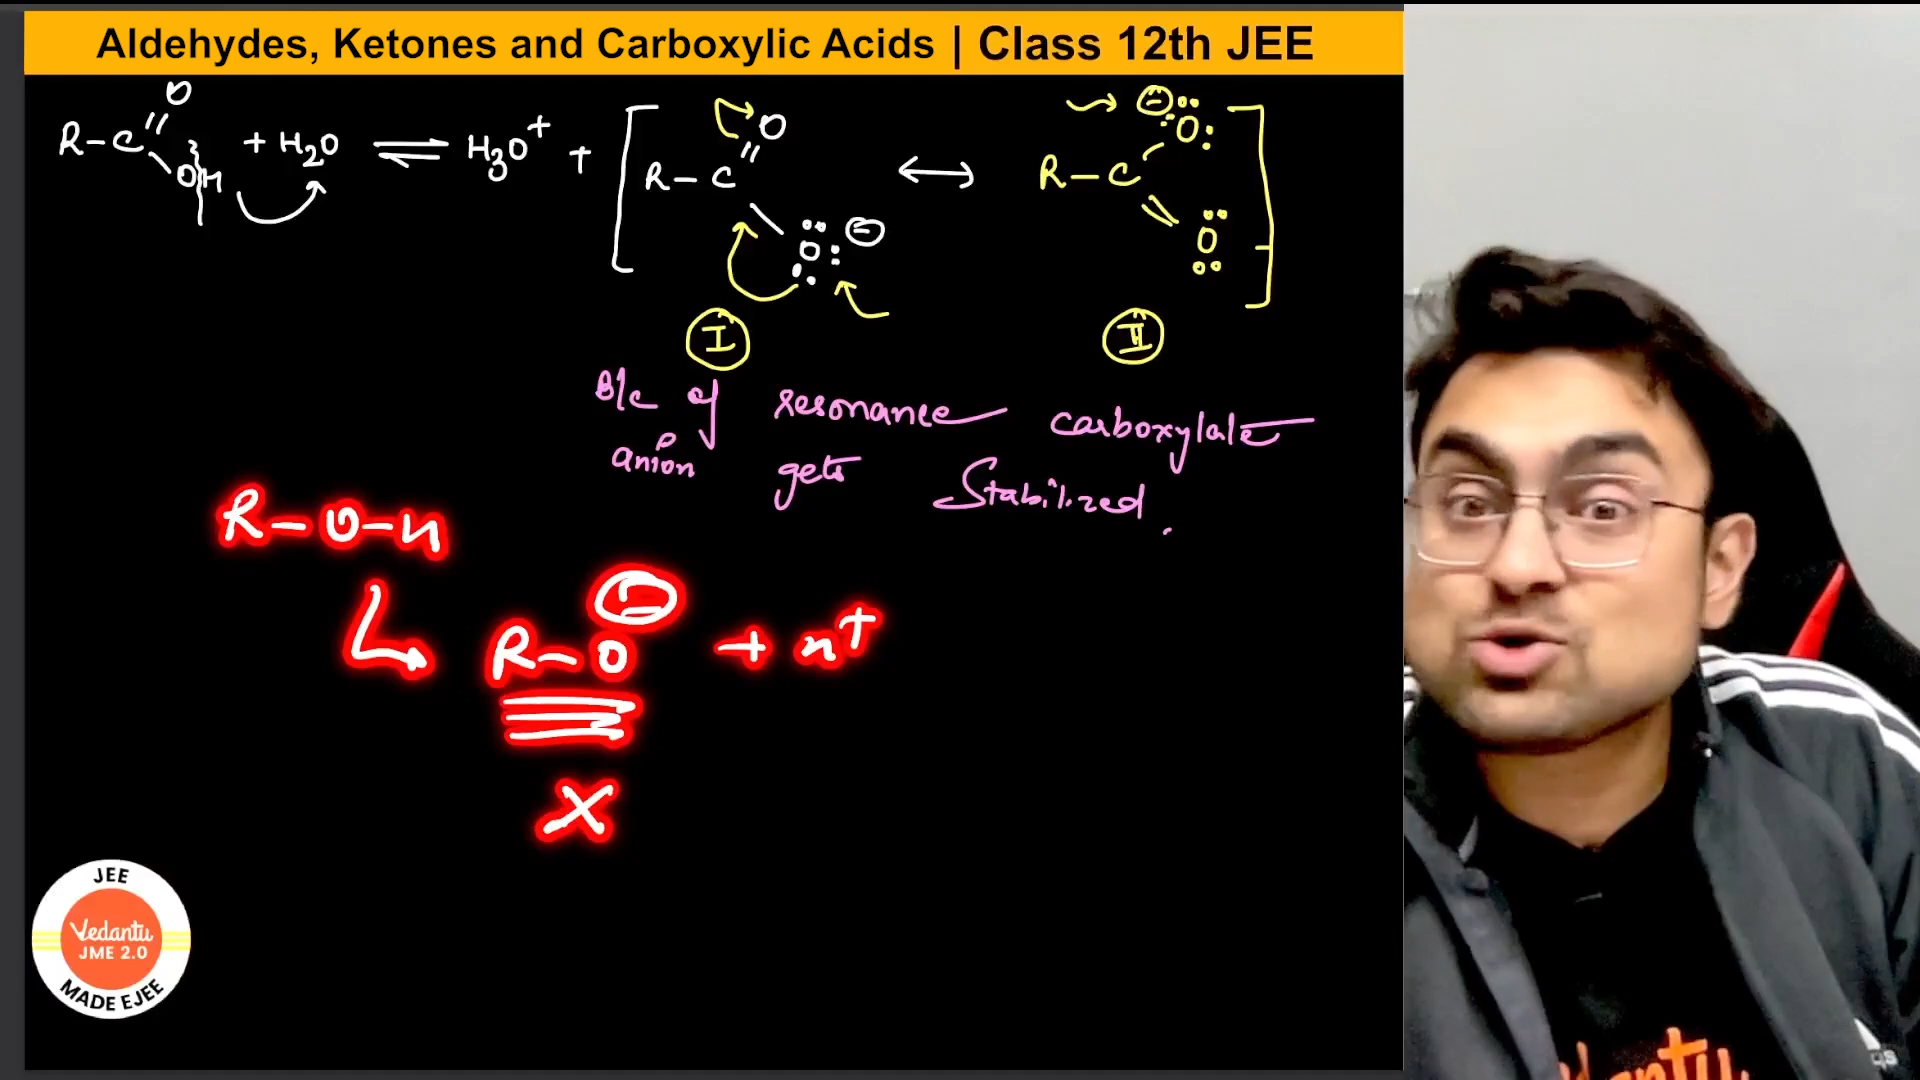 Aldehydes, Ketones and Carboxylic Acids | Class 12th JEE
O O ⊖
R-C + H2O ⇌ H3O+ + [ R-C ↔ R-C ]
OH O ⊖ O
I II
B/c of resonance carboxylate
anion gets Stabilized.
R-O-H
R-O ⊖ + H+
X
JEE
Vedantu
JME 2.0
MADE EJEE